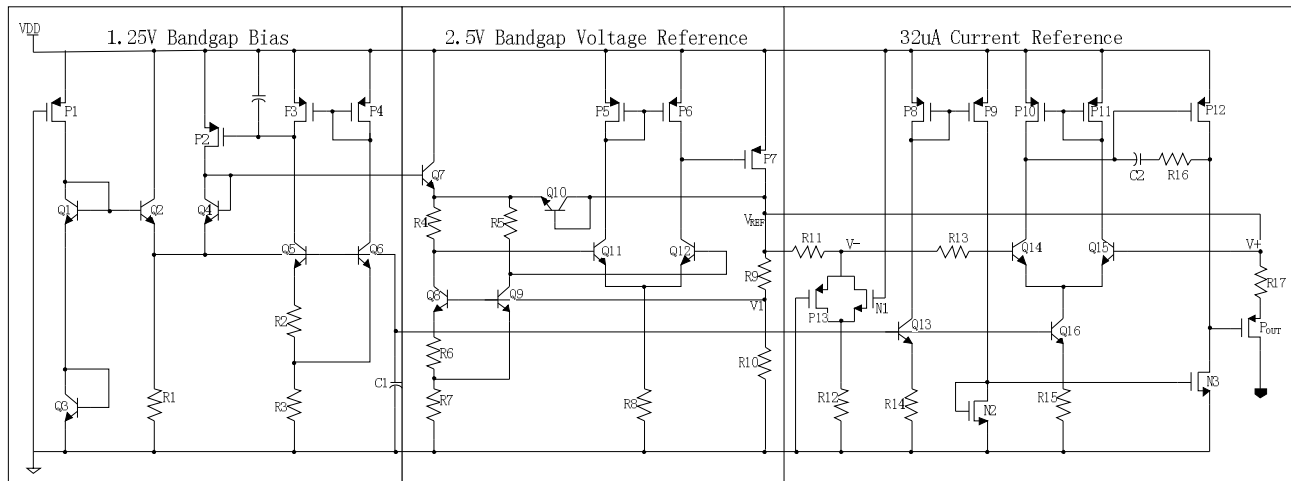 VDD
1.25V Bandgap Bias
2.5V Bandgap Voltage Reference
32uA Current Reference
P1
P2
P3
P4
P5
P6
P7
P8
P9
P10
P11
P12
C2
R16
Q1
Q2
Q4
Q7
Q10
R4
R5
VREF
R11
V-
R13
V+
Q5
Q6
Q11
Q12
Q14
Q15
R9
R17
Q8
Q9
V1
P13
N1
Q13
Q16
POUT
R2
R6
R10
C1
R3
R7
R1
R8
R12
R14
R15
N2
N3
Q3